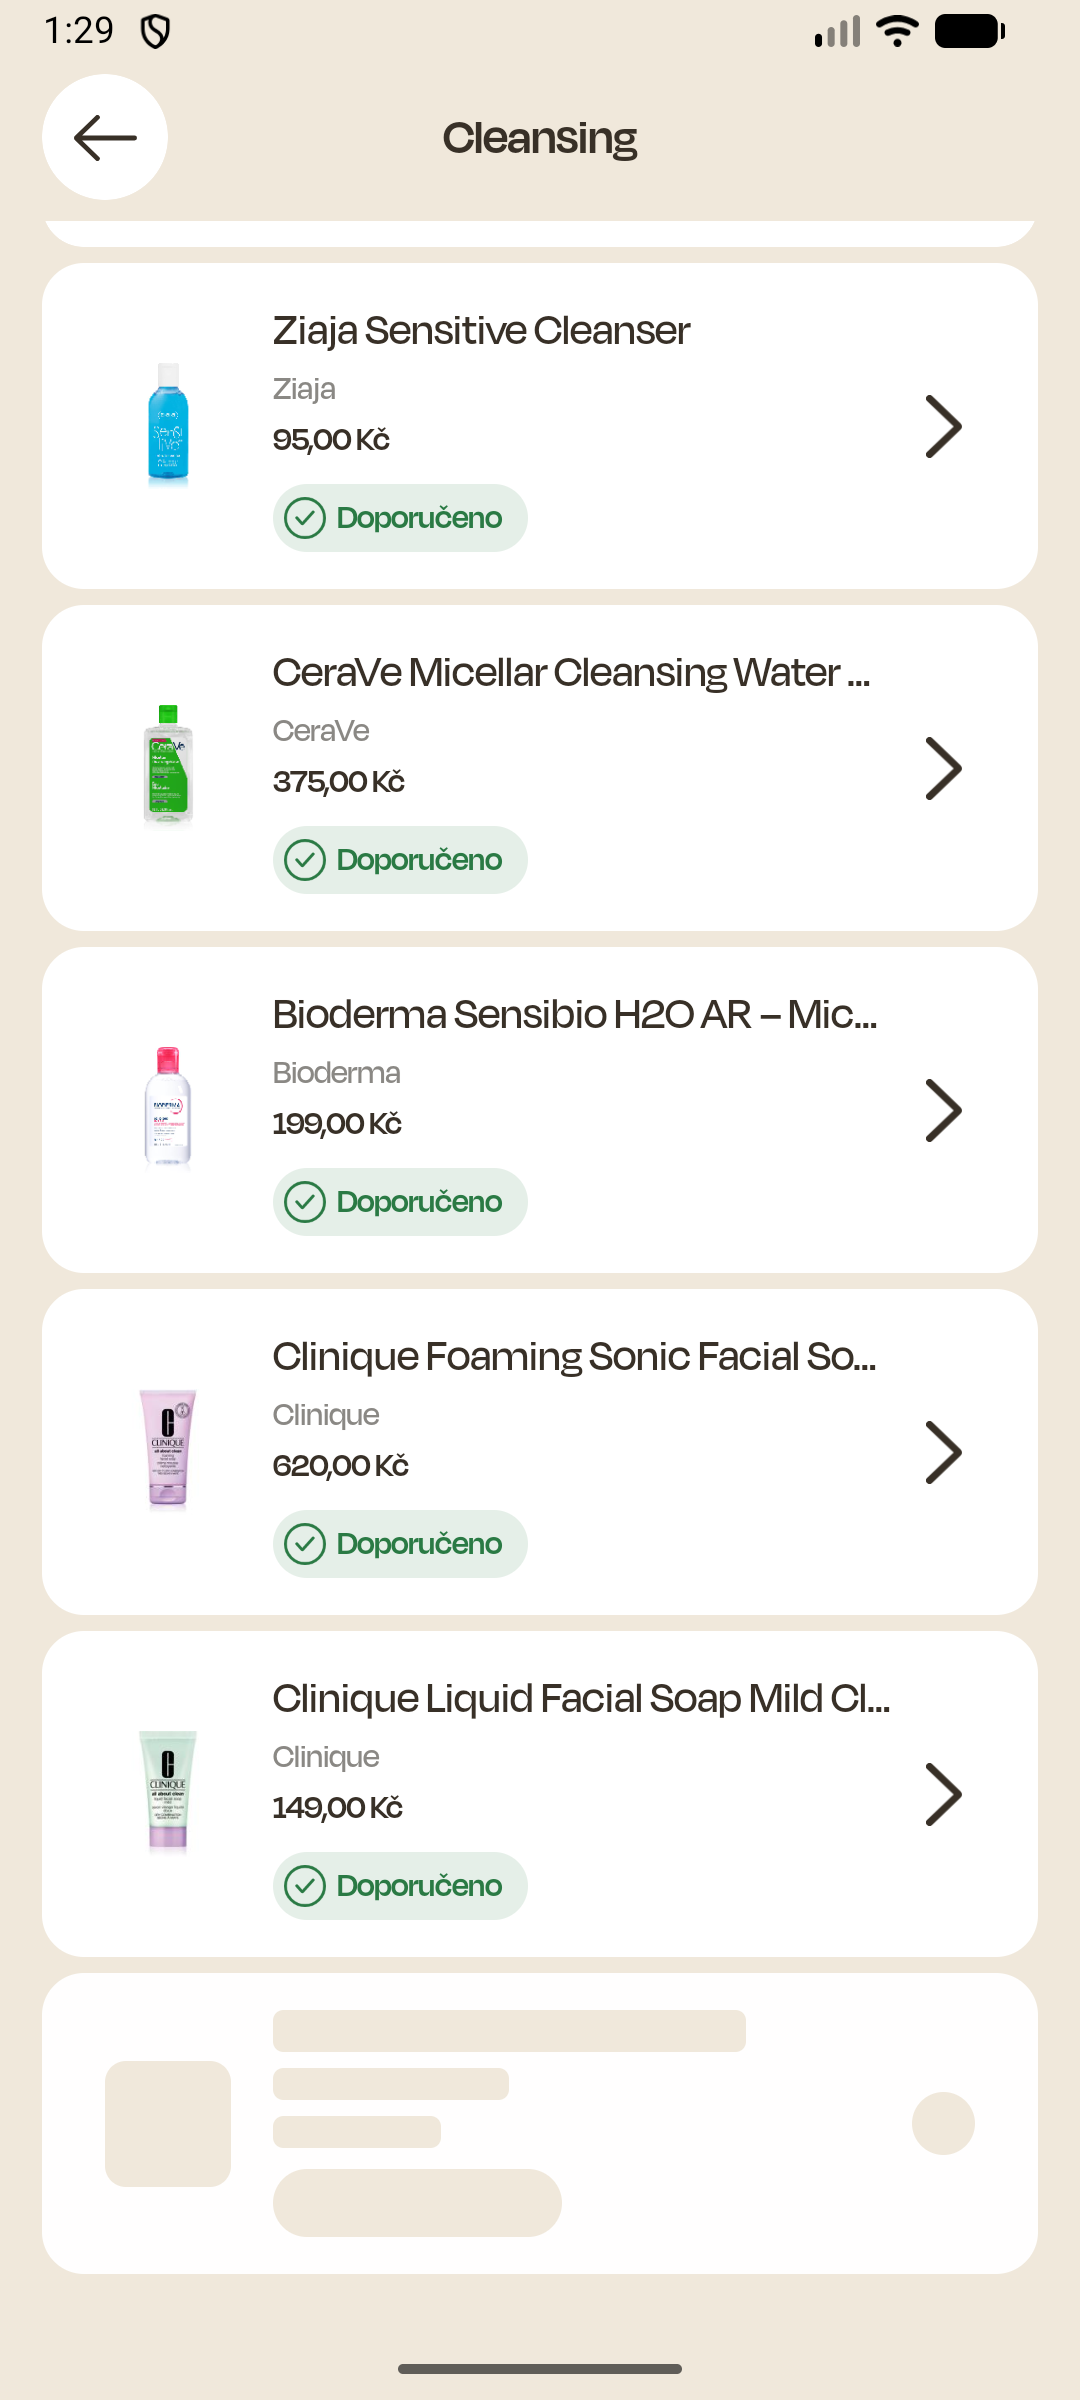 1:29
Cleansing
Ziaja Sensitive Cleanser
Ziaja
95,00 Kč
Doporučeno
CeraVe Micellar Cleansing Water ...
CeraVe
375,00 Kč
Doporučeno
Bioderma Sensibio H2O AR – Mic...
Bioderma
199,00 Kč
Doporučeno
CLINIQUE
Clinique Foaming Sonic Facial So...
Clinique
620,00 Kč
Doporučeno
CLINIQUE
Clinique Liquid Facial Soap Mild Cl...
Clinique
149,00 Kč
Doporučeno